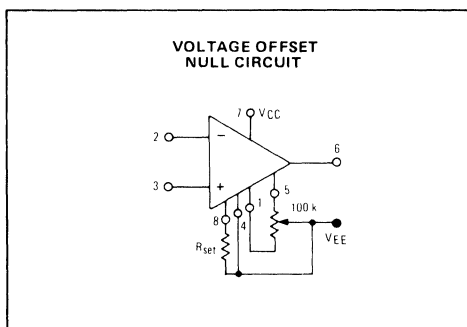 VOLTAGE OFFSET
NULL CIRCUIT
7 VCC
2
−
6
3
+
5
1
100 k
8
4
Rset
VEE